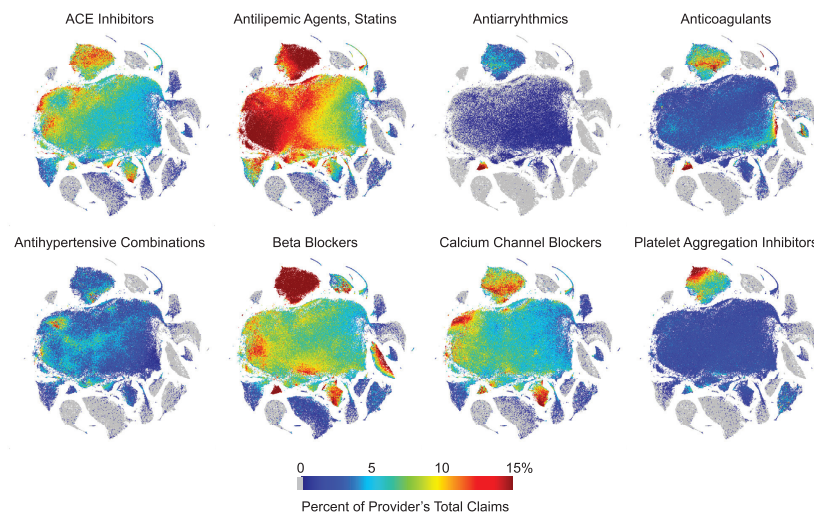 ACE Inhibitors
Antilipemic Agents, Statins
Antiarryhthmics
Anticoagulants
Antihypertensive Combinations
Beta Blockers
Calcium Channel Blockers
Platelet Aggregation Inhibitors
0 5 10 15%
Percent of Provider's Total Claims